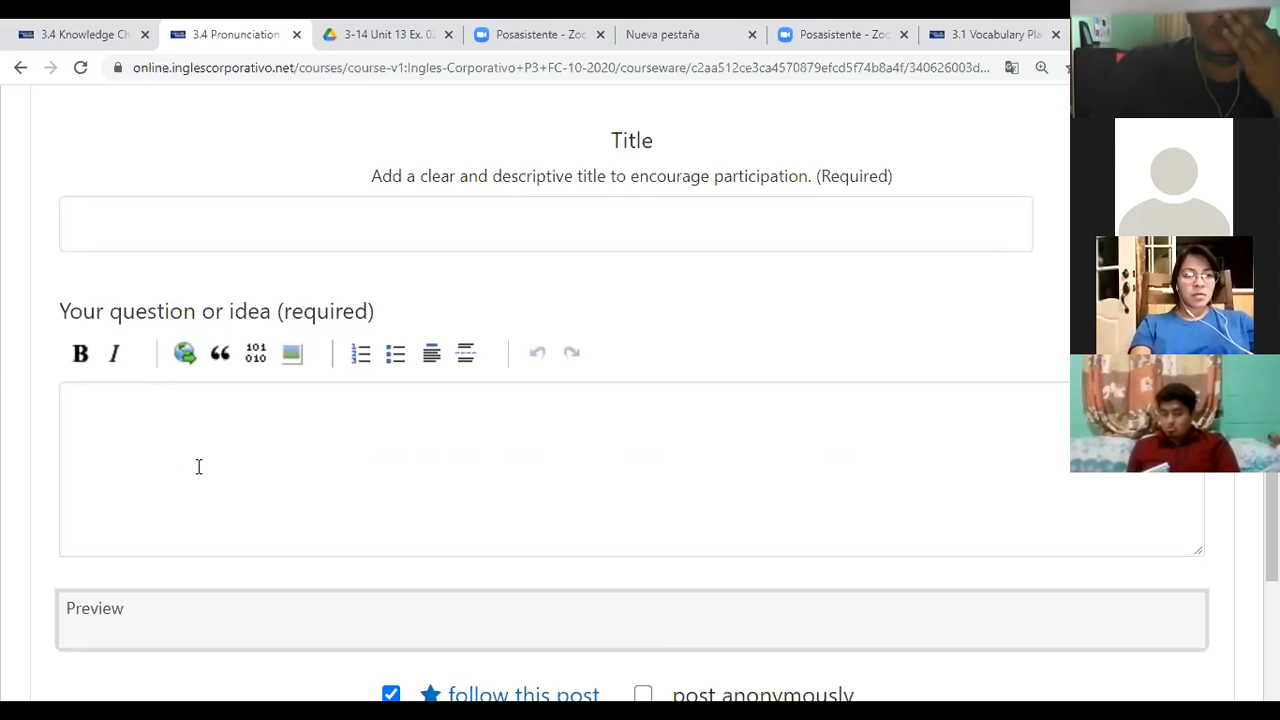 3.4 Knowledge Ch
3.4 Pronunciation
3-14 Unit 13 Ex. 02
Posasistente - Zoo
Nueva pestaña
Posasistente - Zoo
3.1 Vocabulary Pla
online.inglescorporativo.net/courses/course-v1:Ingles-Corporativo+P3+FC-10-2020/courseware/c2aa512ce3ca4570879efcd5f74b8a4f/340626003d...
Title
Add a clear and descriptive title to encourage participation. (Required)
Your question or idea (required)
B I 101 010
Preview
follow this post post anonymously